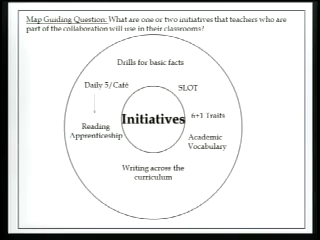 Map Guiding Question: What are one or two initiatives that teachers who are
part of the collaboration will use in their classrooms?
Drills for basic facts
Daily 5/Café
SLOT
Initiatives
6+1 Traits
Reading
Apprenticeship
Academic
Vocabulary
Writing across the
curriculum